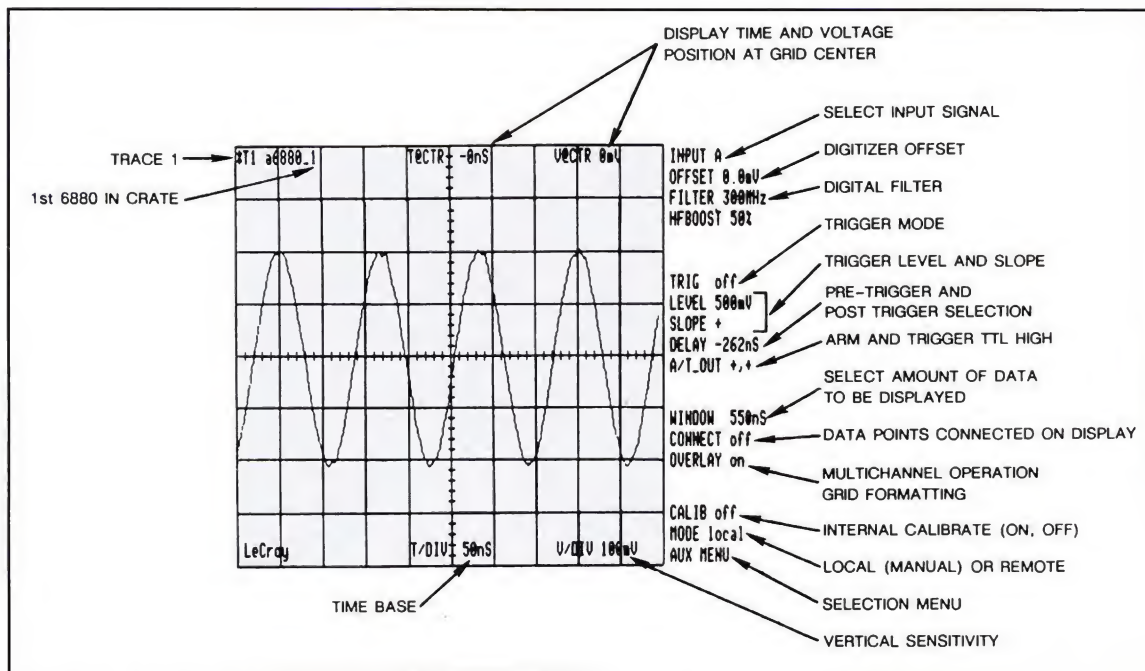 DISPLAY TIME AND VOLTAGE
POSITION AT GRID CENTER
SELECT INPUT SIGNAL
TRACE 1
‡T1 a6880_1
T@CTR -0nS
V@CTR 0mV
INPUT A
DIGITIZER OFFSET
OFFSET 0.0mV
1st 6880 IN CRATE
FILTER 300MHz
DIGITAL FILTER
HFBOOST 50%
TRIGGER MODE
TRIGGER LEVEL AND SLOPE
TRIG off
LEVEL 500mV
SLOPE +
PRE-TRIGGER AND
POST TRIGGER SELECTION
DELAY -262nS
A/T_OUT +,+
ARM AND TRIGGER TTL HIGH
SELECT AMOUNT OF DATA
TO BE DISPLAYED
WINDOW 550nS
CONNECT off
DATA POINTS CONNECTED ON DISPLAY
OVERLAY on
MULTICHANNEL OPERATION
GRID FORMATTING
CALIB off
INTERNAL CALIBRATE (ON, OFF)
MODE local
LeCroy
T/DIV 50nS
V/DIV 100mV
AUX MENU
LOCAL (MANUAL) OR REMOTE
TIME BASE
SELECTION MENU
VERTICAL SENSITIVITY